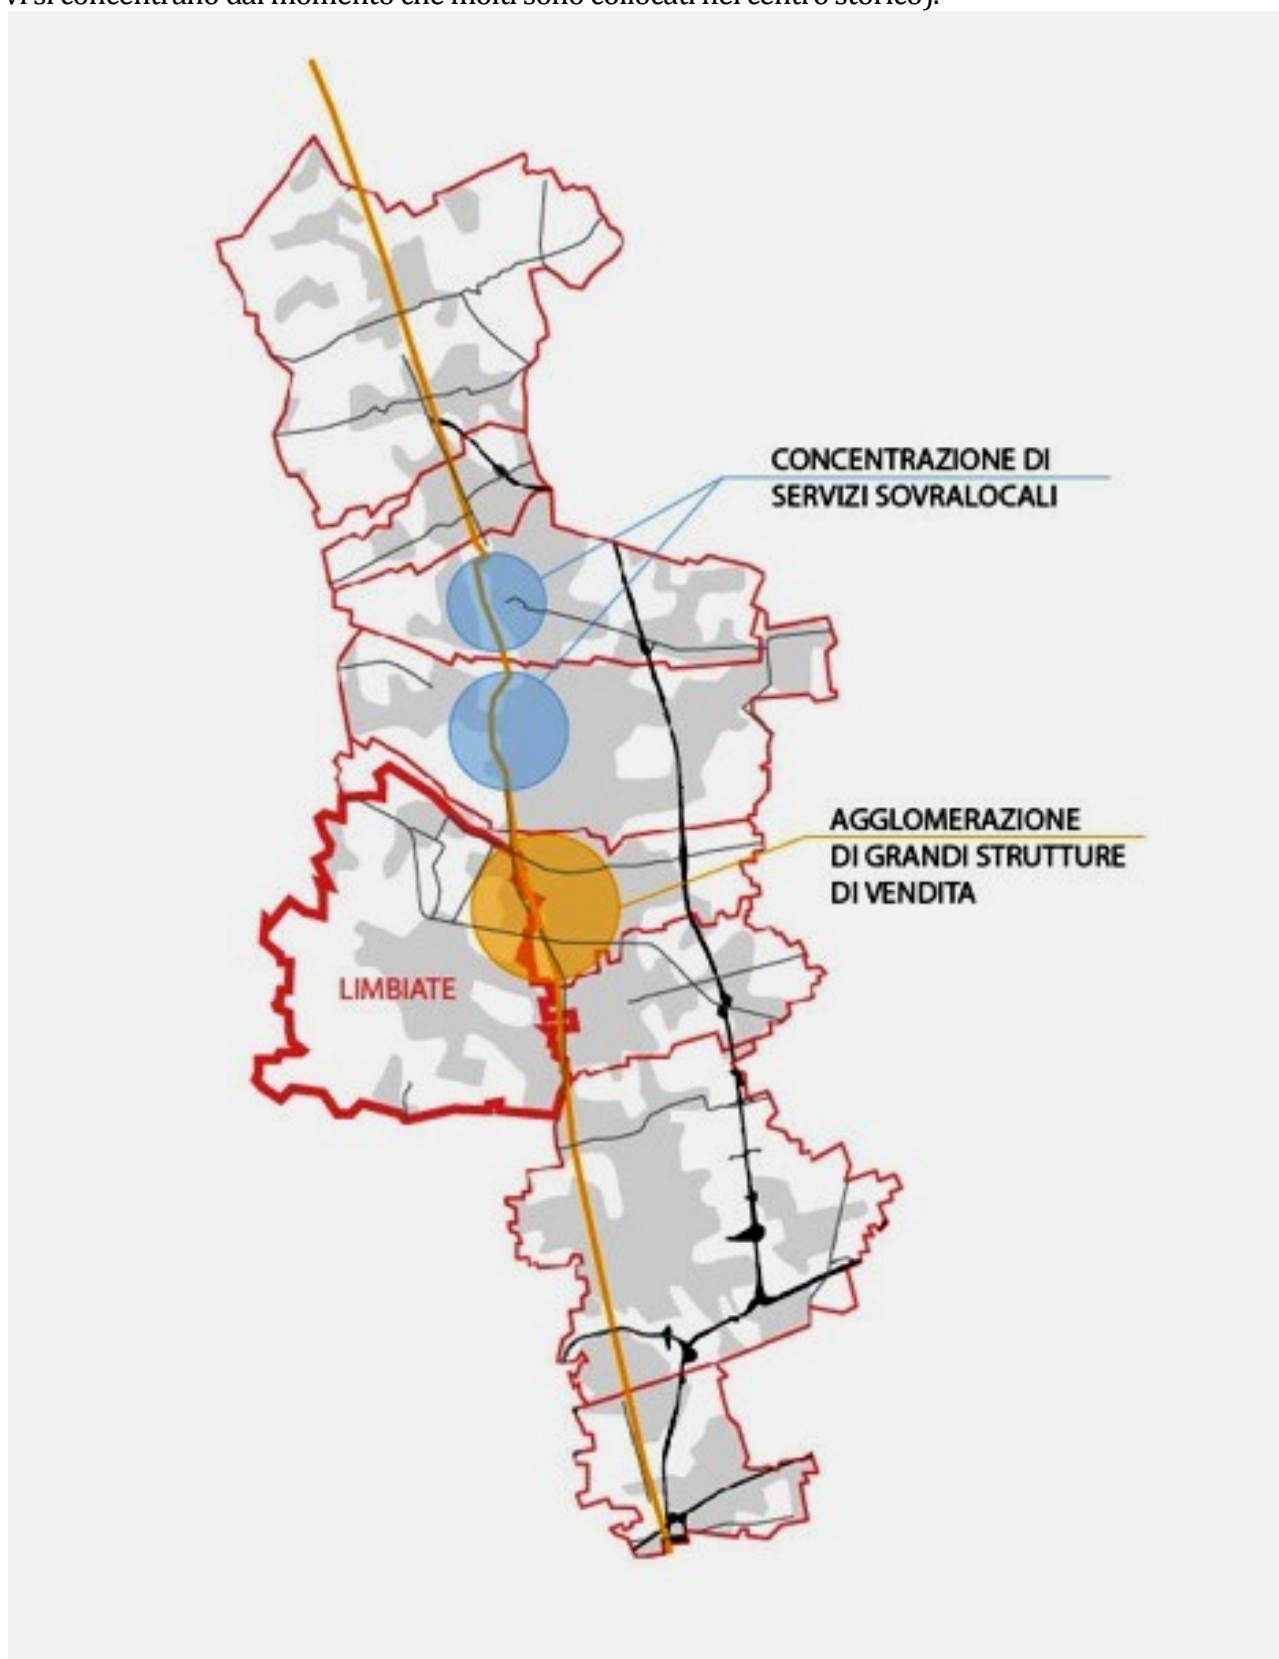 vi si concentrano dal momento che molti sono collocati nel centro storico).
CONCENTRAZIONE DI
SERVIZI SOVRALOCALI
AGGLOMERAZIONE
DI GRANDI STRUTTURE
DI VENDITA
LIMBIATE